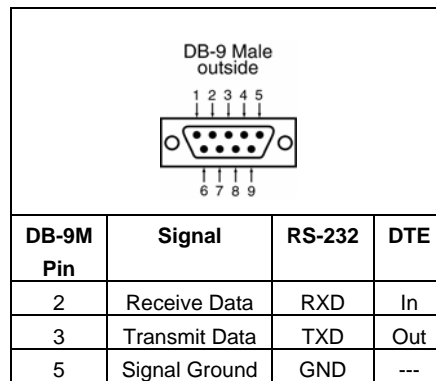 DB-9 Male
outside
1 2 3 4 5
6 7 8 9
DB-9M Pin Signal RS-232 DTE
2 Receive Data RXD In
3 Transmit Data TXD Out
5 Signal Ground GND ---